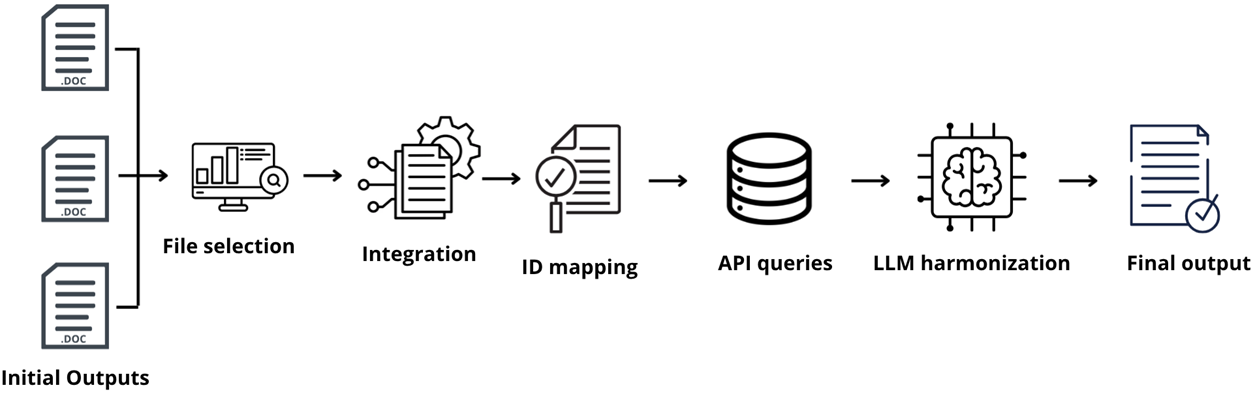 .DOC
.DOC
.DOC
Initial Outputs
File selection
Integration
ID mapping
API queries
LLM harmonization
Final output